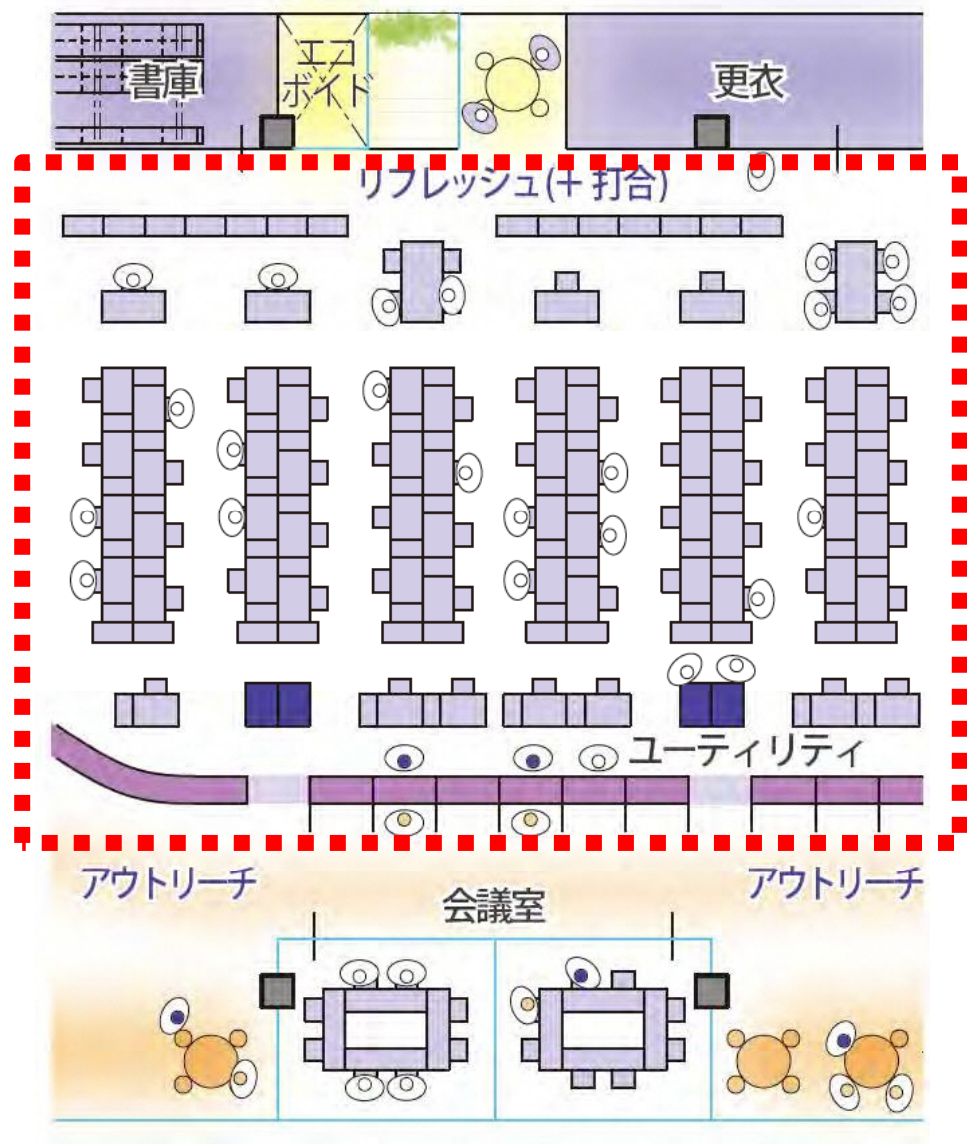 書庫
エコ
ボイド
更衣
リフレッシュ(+ 打合)
ユーティリティ
アウトリーチ
会議室
アウトリーチ